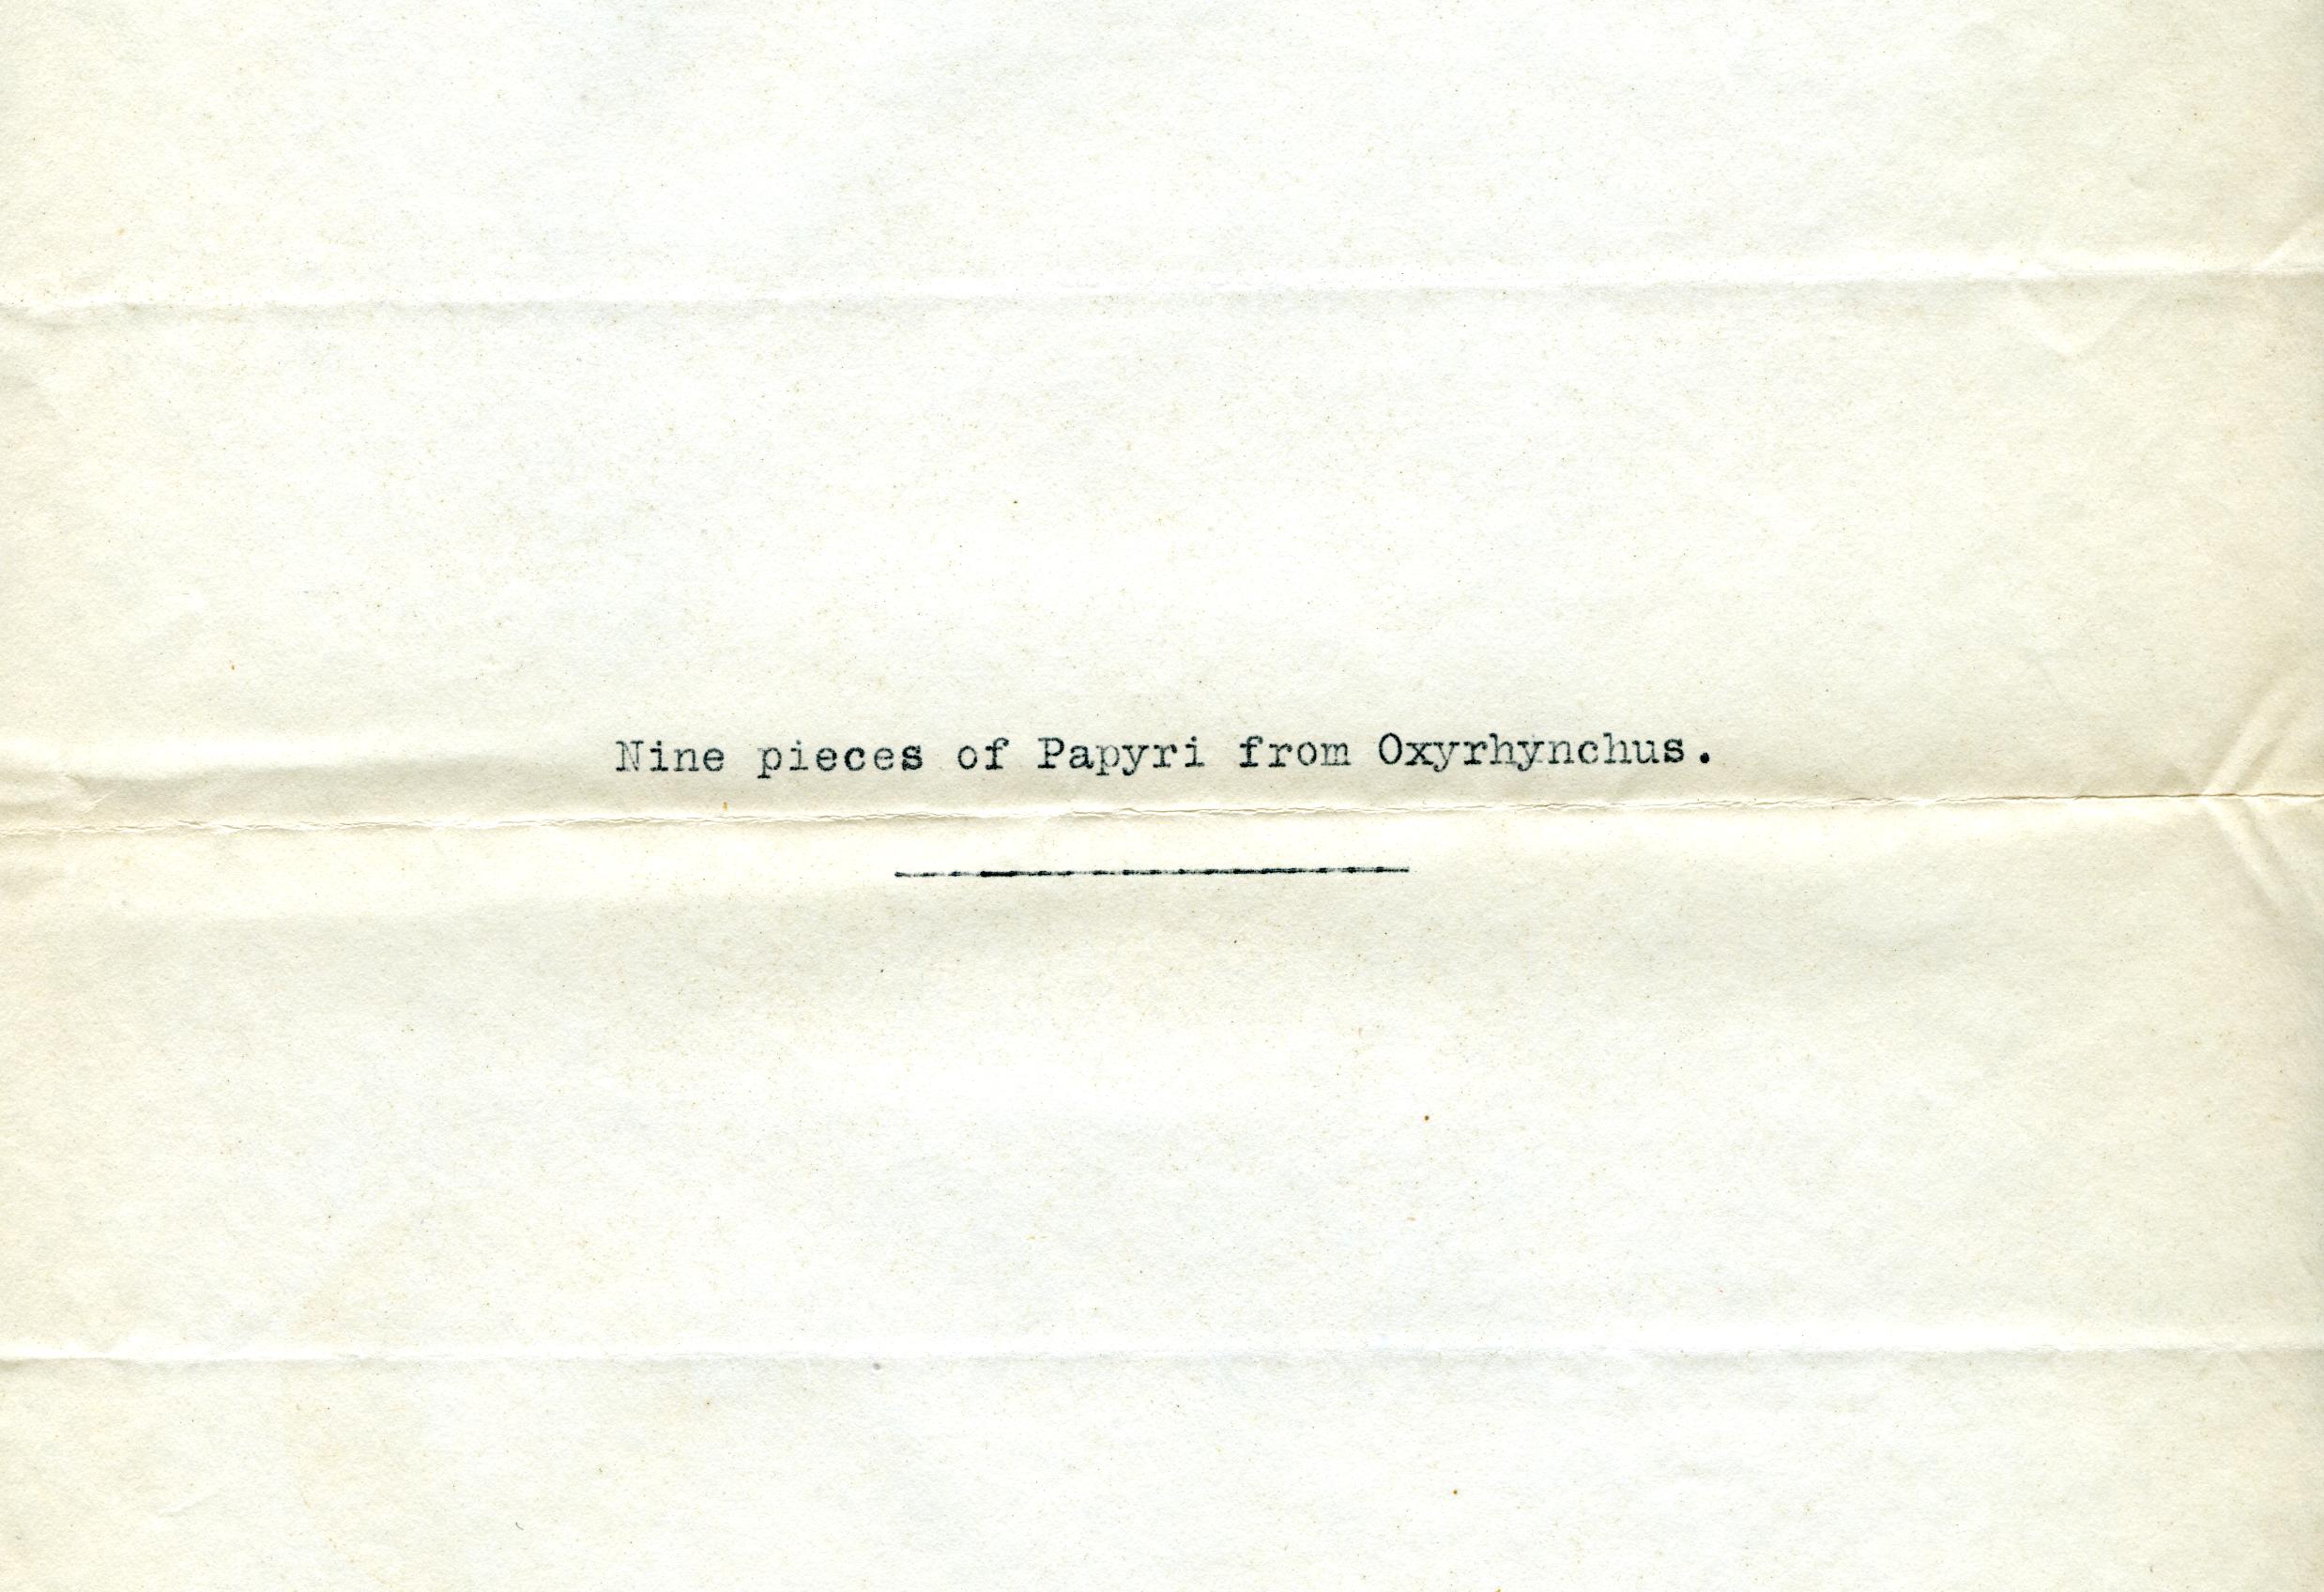 Nine pieces of Papyri from Oxyrhynchus.